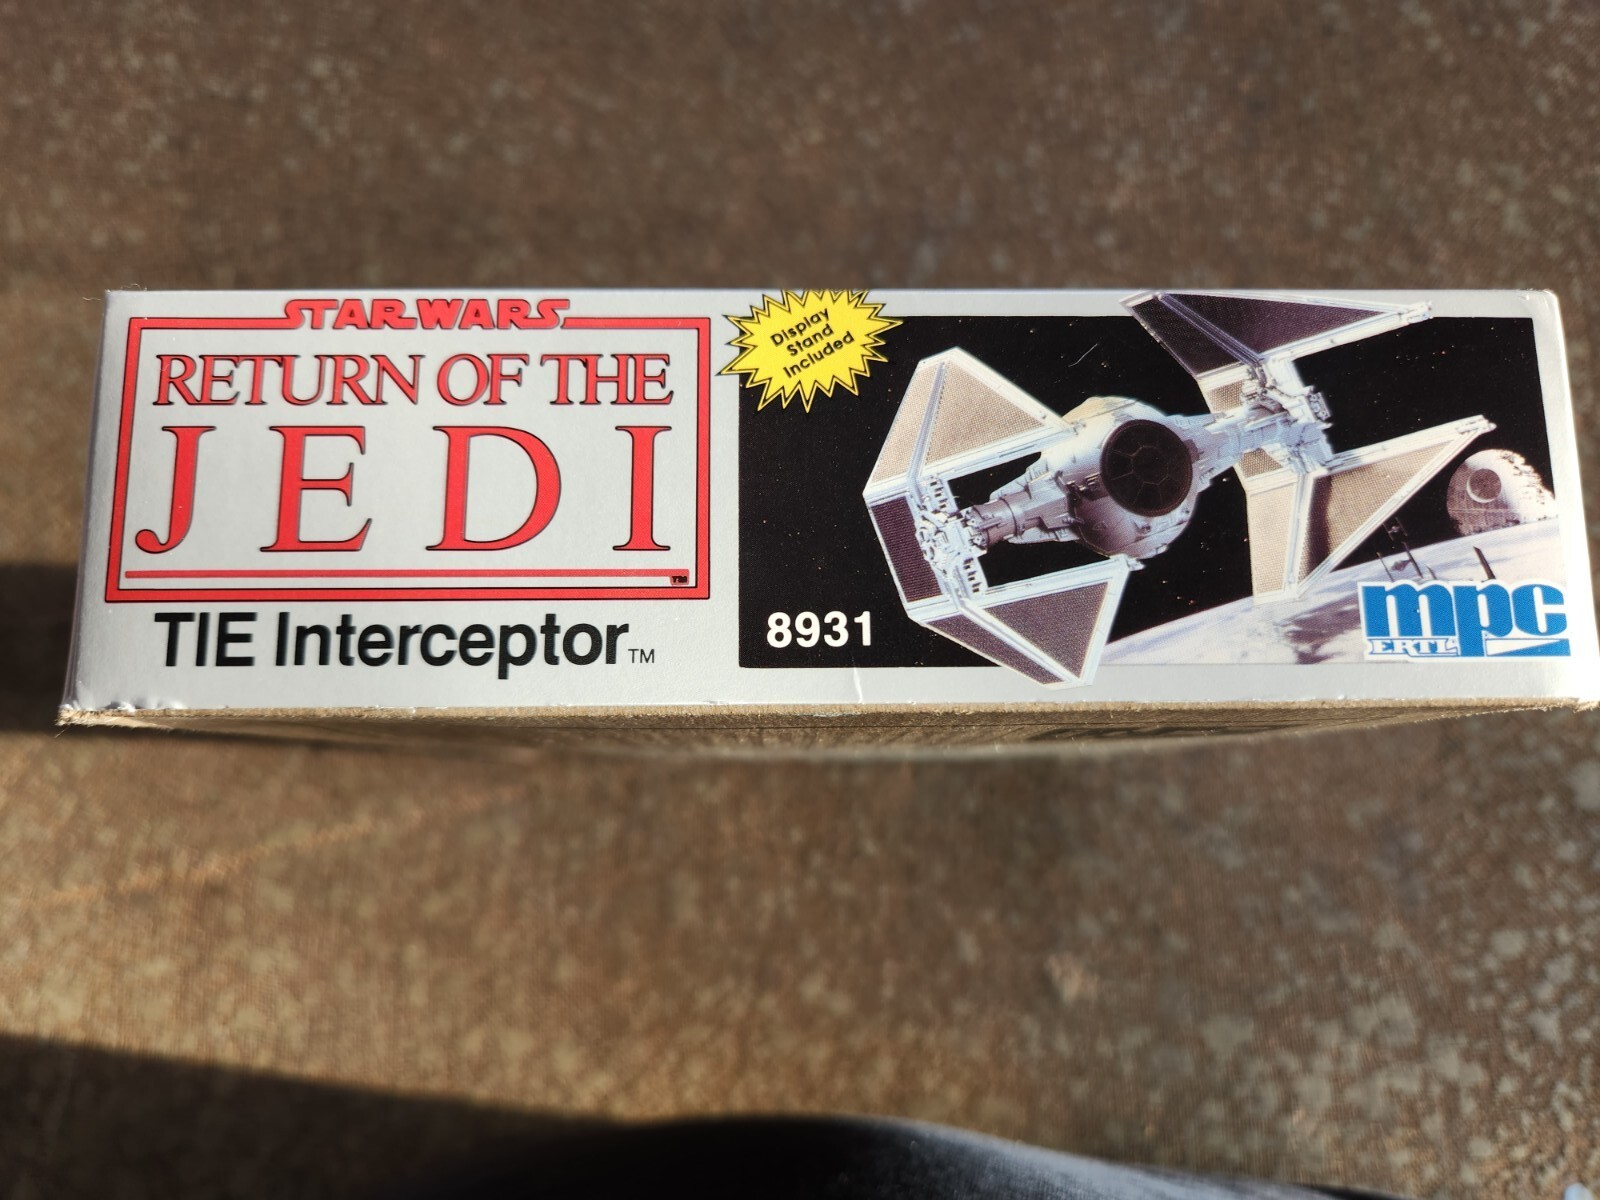 STAR WARS
RETURN OF THE
JEDI
TM
TIE Interceptor TM
Display
Stand
Included
8931
mpc
ERTL